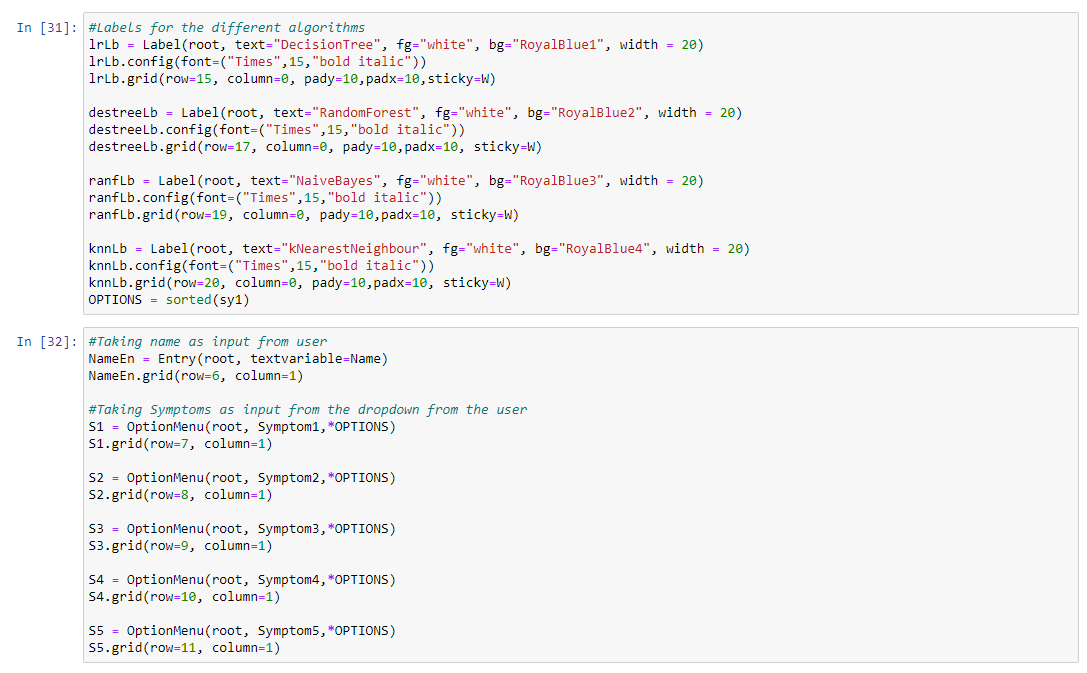 In [31]: #Labels for the different algorithms
lrLb = Label(root, text="DecisionTree", fg="white", bg="RoyalBlue1", width = 20)
lrLb.config(font=("Times",15,"bold italic"))
lrLb.grid(row=15, column=0, pady=10,padx=10,sticky=W)

destreeLb = Label(root, text="RandomForest", fg="white", bg="RoyalBlue2", width = 20)
destreeLb.config(font=("Times",15,"bold italic"))
destreeLb.grid(row=17, column=0, pady=10,padx=10, sticky=W)

ranfLb = Label(root, text="NaiveBayes", fg="white", bg="RoyalBlue3", width = 20)
ranfLb.config(font=("Times",15,"bold italic"))
ranfLb.grid(row=19, column=0, pady=10,padx=10, sticky=W)

knnLb = Label(root, text="kNearestNeighbour", fg="white", bg="RoyalBlue4", width = 20)
knnLb.config(font=("Times",15,"bold italic"))
knnLb.grid(row=20, column=0, pady=10,padx=10, sticky=W)
OPTIONS = sorted(sy1)

In [32]: #Taking name as input from user
NameEn = Entry(root, textvariable=Name)
NameEn.grid(row=6, column=1)

#Taking Symptoms as input from the dropdown from the user
S1 = OptionMenu(root, Symptom1,*OPTIONS)
S1.grid(row=7, column=1)

S2 = OptionMenu(root, Symptom2,*OPTIONS)
S2.grid(row=8, column=1)

S3 = OptionMenu(root, Symptom3,*OPTIONS)
S3.grid(row=9, column=1)

S4 = OptionMenu(root, Symptom4,*OPTIONS)
S4.grid(row=10, column=1)

S5 = OptionMenu(root, Symptom5,*OPTIONS)
S5.grid(row=11, column=1)